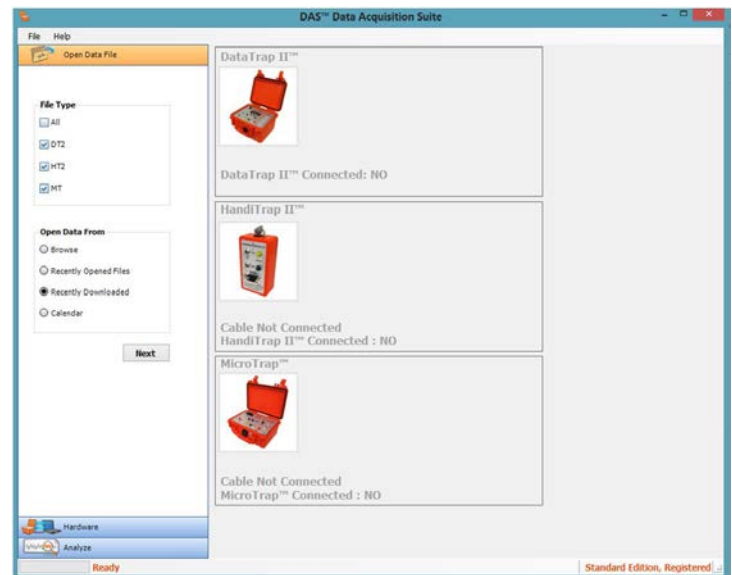 DAS™ Data Acquisition Suite
File Help
Open Data File
File Type
All
DT2
HT2
MT
Open Data From
Browse
Recently Opened Files
Recently Downloaded
Calendar
Next
Hardware
Analyze
DataTrap II™
DataTrap II™ Connected: NO
HandiTrap II™
Cable Not Connected
HandiTrap II™ Connected : NO
MicroTrap™
Cable Not Connected
MicroTrap™ Connected : NO
Ready
Standard Edition, Registered